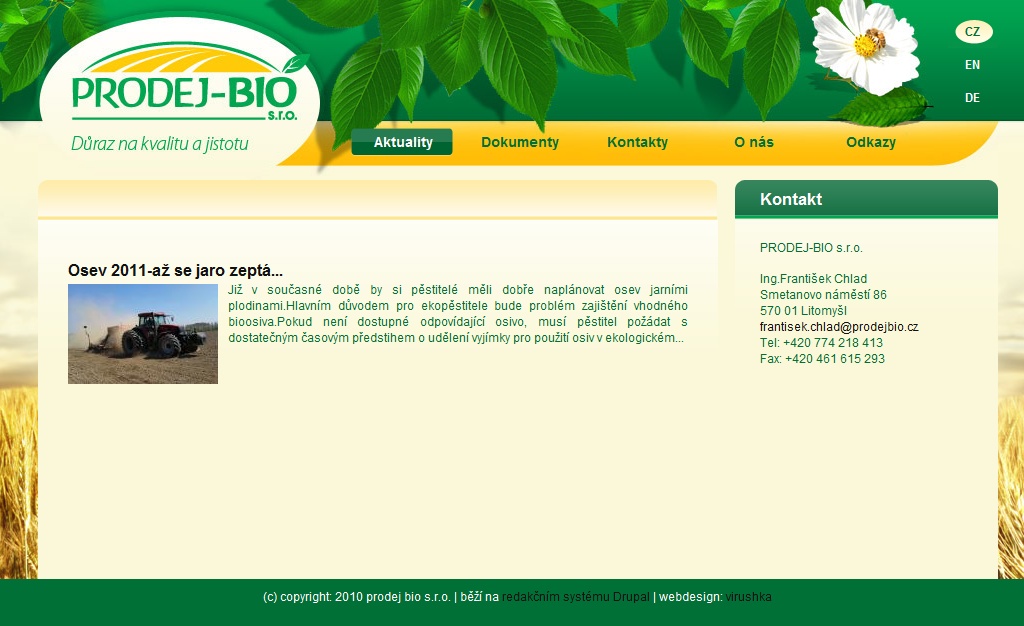 PRODEJ-BIO
s.r.o.
Důraz na kvalitu a jistotu
CZ
EN
DE
Aktuality
Dokumenty
Kontakty
O nás
Odkazy
Osev 2011-až se jaro zeptá...
Již v současné době by si pěstitelé měli dobře naplánovat osev jarními
plodinami.Hlavním důvodem pro ekopěstitele bude problém zajištění vhodného
bioosiva.Pokud není dostupné odpovídající osivo, musí pěstitel požádat s
dostatečným časovým předstihem o udělení vyjímky pro použití osiv v ekologickém...
Kontakt
PRODEJ-BIO s.r.o.
Ing.František Chlad
Smetanovo náměstí 86
570 01 Litomyšl
frantisek.chlad@prodejbio.cz
Tel: +420 774 218 413
Fax: +420 461 615 293
(c) copyright: 2010 prodej bio s.r.o. | běží na redakčním systému Drupal | webdesign: virushka